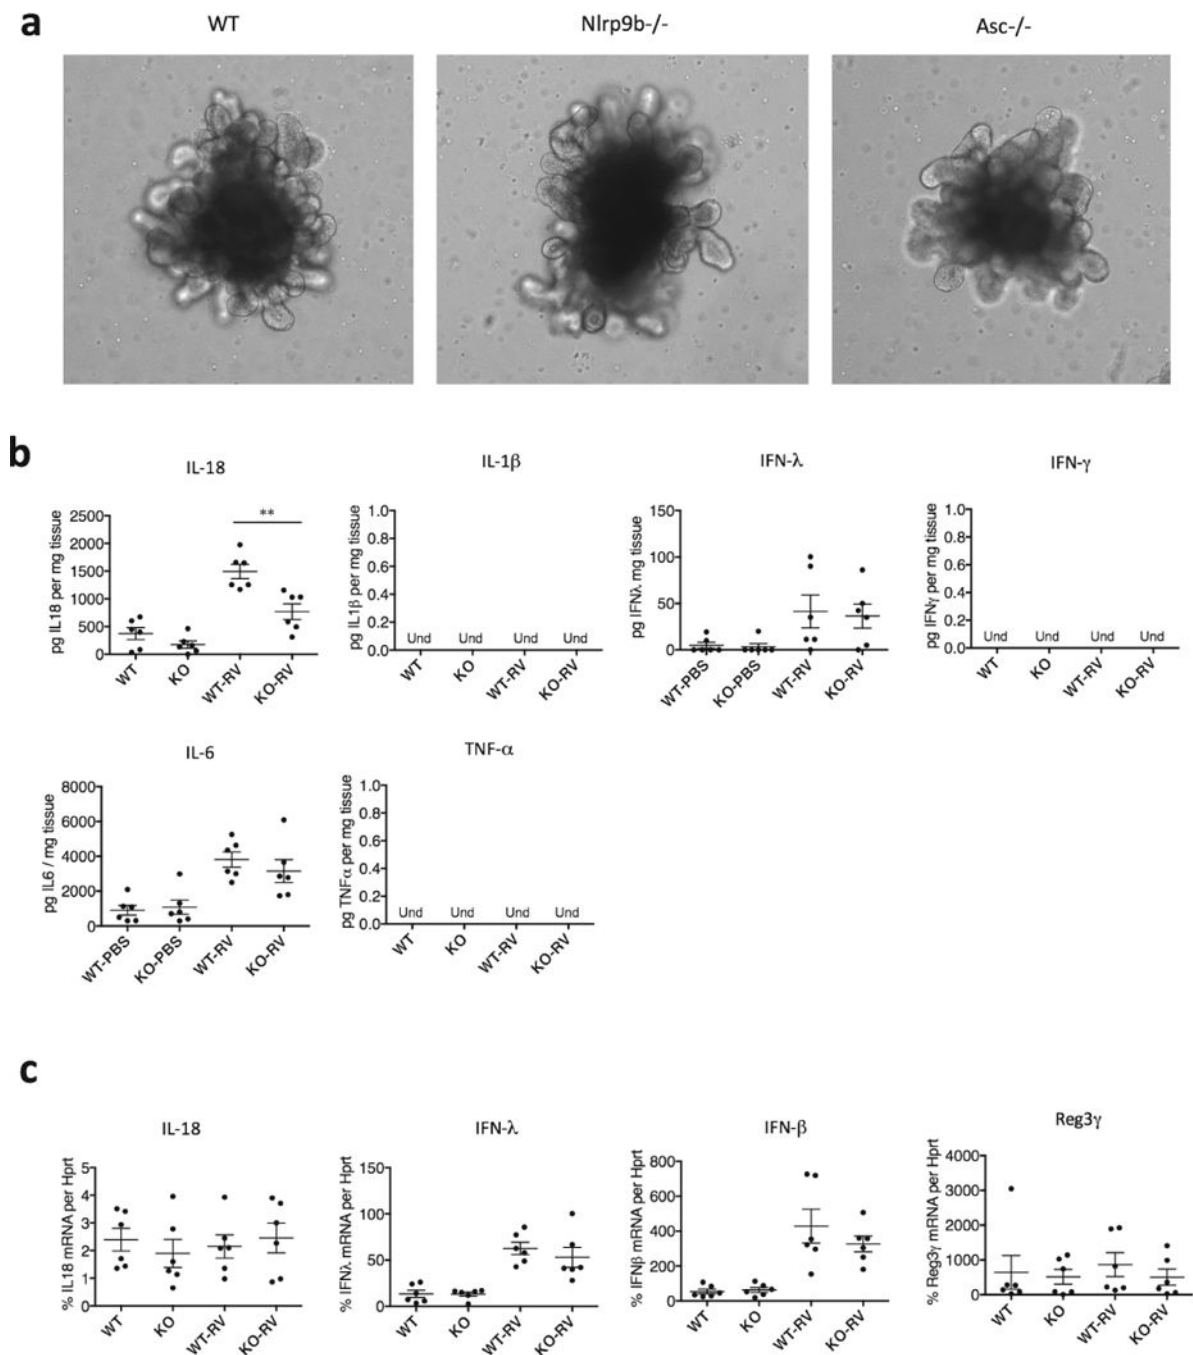 a
WT
Nlrp9b-/-
Asc-/-
b
IL-18
IL-1β
IFN-λ
IFN-γ
pg IL18 per mg tissue
2500
2000
1500
1000
500
0
**
WT
KO
WT-RV
KO-RV
pg IL1β per mg tissue
1.0
0.8
0.6
0.4
0.2
0.0
Und Und Und Und
WT
KO
WT-RV
KO-RV
pg IFNλ mg tissue
150
100
50
0
WT-PBS
KO-PBS
WT-RV
KO-RV
pg IFNγ per mg tissue
1.0
0.8
0.6
0.4
0.2
0.0
Und Und Und Und
WT
KO
WT-RV
KO-RV
IL-6
TNF-α
pg IL6 / mg tissue
8000
6000
4000
2000
0
WT-PBS
KO-PBS
WT-RV
KO-RV
pg TNFα per mg tissue
1.0
0.8
0.6
0.4
0.2
0.0
Und Und Und Und
WT
KO
WT-RV
KO-RV
c
IL-18
IFN-λ
IFN-β
Reg3γ
% IL18 mRNA per Hprt
5
4
3
2
1
0
WT
KO
WT-RV
KO-RV
% IFNλ mRNA per Hprt
150
100
50
0
WT
KO
WT-RV
KO-RV
% IFNβ mRNA per Hprt
800
600
400
200
0
WT
KO
WT-RV
KO-RV
% Reg3γ mRNA per Hprt
4000
3000
2000
1000
0
WT
KO
WT-RV
KO-RV